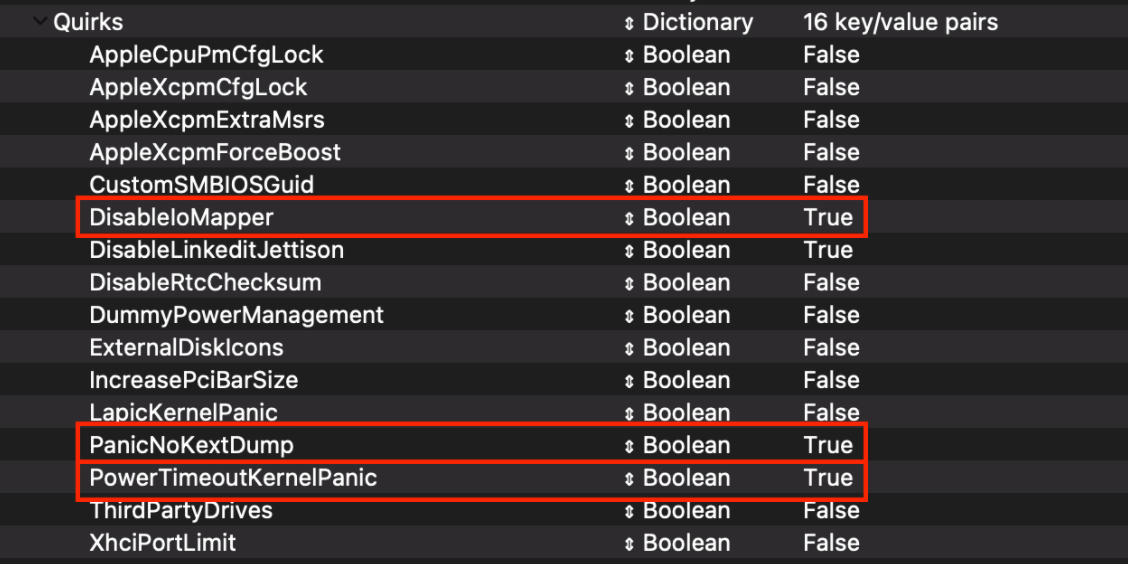 Quirks Dictionary 16 key/value pairs
AppleCpuPmCfgLock Boolean False
AppleXcpmCfgLock Boolean False
AppleXcpmExtraMsrs Boolean False
AppleXcpmForceBoost Boolean False
CustomSMBIOSGuid Boolean False
DisableIoMapper Boolean True
DisableLinkeditJettison Boolean True
DisableRtcChecksum Boolean False
DummyPowerManagement Boolean False
ExternalDiskIcons Boolean False
IncreasePciBarSize Boolean False
LapicKernelPanic Boolean False
PanicNoKextDump Boolean True
PowerTimeoutKernelPanic Boolean True
ThirdPartyDrives Boolean False
XhciPortLimit Boolean False